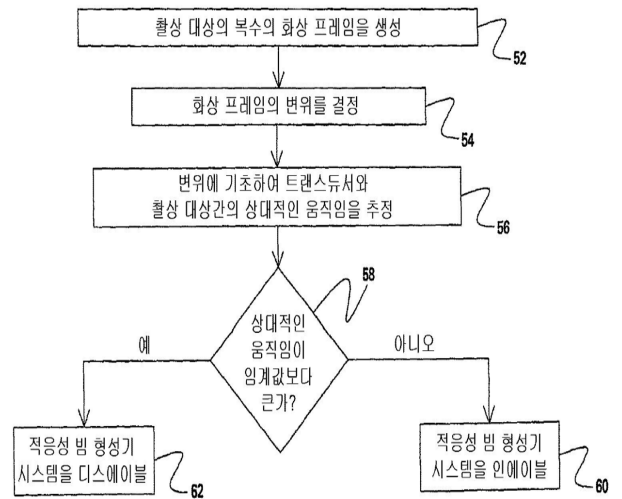 촬상 대상의 복수의 화상 프레임을 생성
52
화상 프레임의 변위를 결정
54
변위에 기초하여 트랜스듀서와
촬상 대상간의 상대적인 움직임을 추정
56
58
상대적인
움직임이
임계값보다
큰가?
예
아니오
적응성 빔 형성기
시스템을 디스에이블
62
적응성 빔 형성기
시스템을 인에이블
60